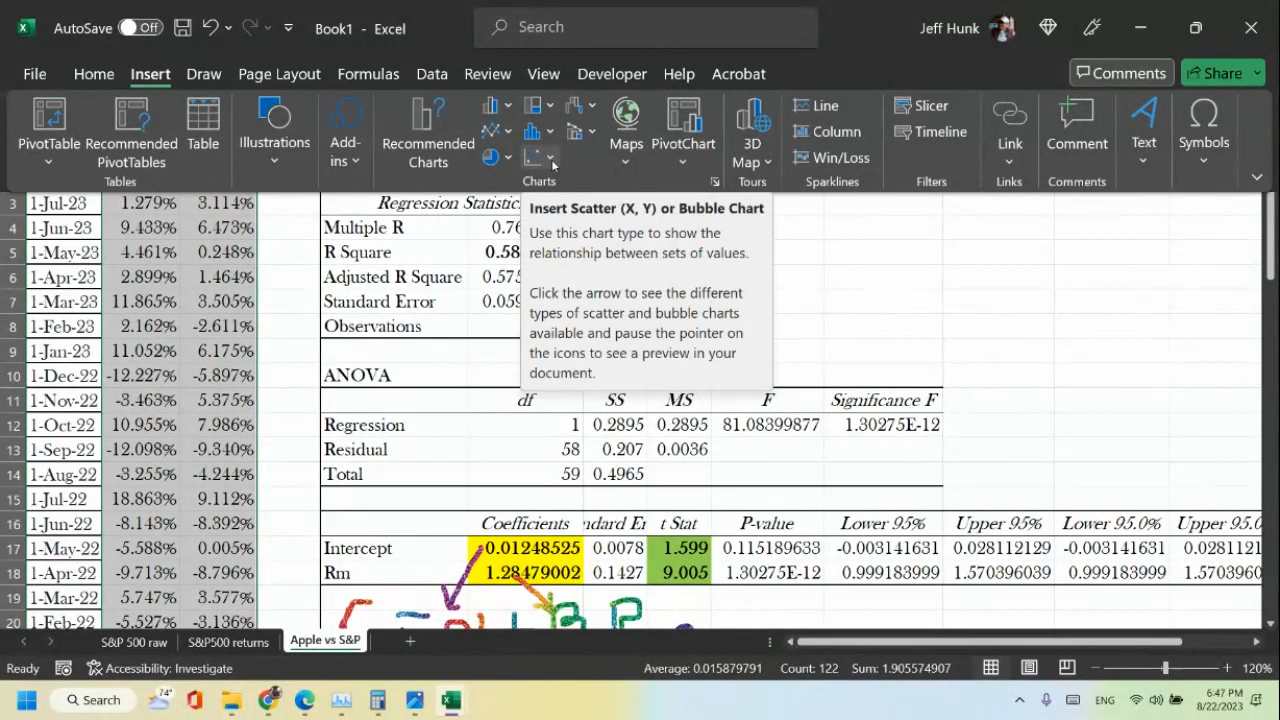 AutoSave Off Book1 - Excel Search Jeff Hunk
File Home Insert Draw Page Layout Formulas Data Review View Developer Help Acrobat Comments Share
PivotTable Recommended PivotTables Table Illustrations Add-ins Recommended Charts Maps PivotChart 3D Map Line Column Win/Loss Slicer Timeline Link Comment Text Symbols
Tables Charts Tours Sparklines Filters Links Comments
Insert Scatter (X, Y) or Bubble Chart
Use this chart type to show the
relationship between sets of values.
Click the arrow to see the different
types of scatter and bubble charts
available and pause the pointer on
the icons to see a preview in your
document.
3 1-Jul-23 1.279% 3.114% Regression Statistic
4 1-Jun-23 9.433% 6.473% Multiple R 0.76
5 1-May-23 4.461% 0.248% R Square 0.58
6 1-Apr-23 2.899% 1.464% Adjusted R Square 0.575
7 1-Mar-23 11.865% 3.505% Standard Error 0.059
8 1-Feb-23 2.162% -2.611% Observations
9 1-Jan-23 11.052% 6.175%
10 1-Dec-22 -12.227% -5.897% ANOVA
11 1-Nov-22 -3.463% 5.375% df SS MS F Significance F
12 1-Oct-22 10.955% 7.986% Regression 1 0.2895 0.2895 81.08399877 1.30275E-12
13 1-Sep-22 -12.098% -9.340% Residual 58 0.207 0.0036
14 1-Aug-22 -3.255% -4.244% Total 59 0.4965
15 1-Jul-22 18.863% 9.112%
16 1-Jun-22 -8.143% -8.392% Coefficients ndard Er t Stat P-value Lower 95% Upper 95% Lower 95.0% Upper 95.0
17 1-May-22 -5.588% 0.005% Intercept 0.01248525 0.0078 1.599 0.115189633 -0.003141631 0.028112129 -0.003141631 0.0281121
18 1-Apr-22 -9.713% -8.796% Rm 1.28479002 0.1427 9.005 1.30275E-12 0.999183999 1.570396039 0.999183999 1.5703960
19 1-Mar-22 5.747% 3.577%
20 1-Feb-22 -5.527% -3.136%
S&P 500 raw S&P500 returns Apple vs S&P
Ready Accessibility: Investigate Average: 0.015879791 Count: 122 Sum: 1.905574907 120%
74° Search ENG 6:47 PM
8/22/2023